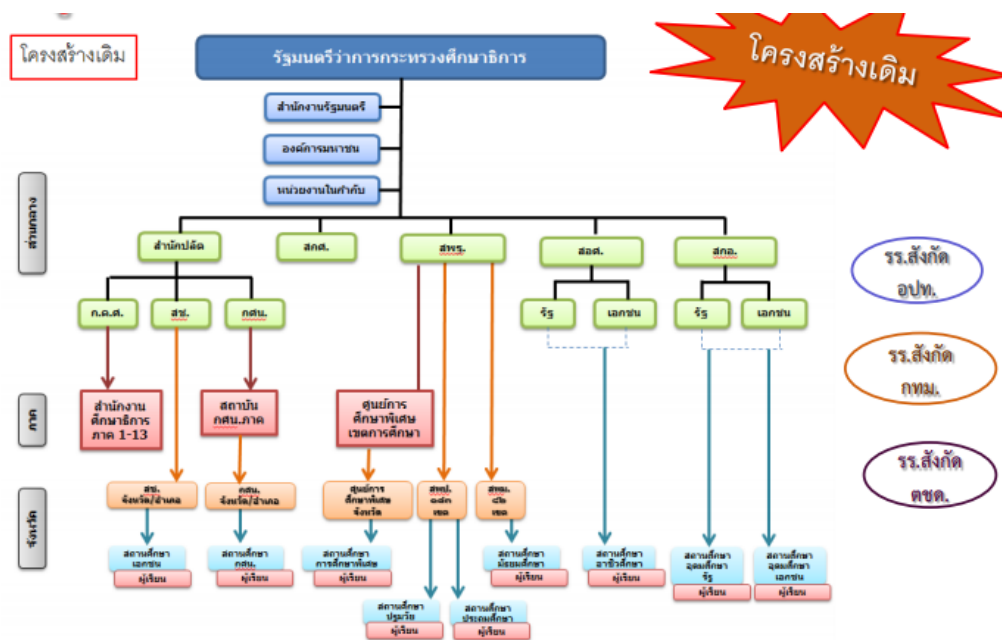 โครงสร้างเดิม
รัฐมนตรีว่าการกระทรวงศึกษาธิการ
โครงสร้างเดิม
สำนักงานรัฐมนตรี
องค์การมหาชน
หน่วยงานในกำกับ
ส่วนกลาง
สำนักปลัด
สกศ.
สพฐ.
สอศ.
สกอ.
รร.สังกัด
อปท.
ก.ค.ศ.
สช.
กศน.
รัฐ
เอกชน
รัฐ
เอกชน
รร.สังกัด
กทม.
ภาค
สำนักงาน
ศึกษาธิการ
ภาค 1-13
สถาบัน
กศน.ภาค
ศูนย์การ
ศึกษาพิเศษ
เขตการศึกษา
รร.สังกัด
ตชด.
จังหวัด
สช.
จังหวัด/อำเภอ
กศน.
จังหวัด/อำเภอ
ศูนย์การ
ศึกษาพิเศษ
จังหวัด
สพป.
๑๘๓
เขต
สพม.
๔๒
เขต
สถานศึกษา
เอกชน
ผู้เรียน
สถานศึกษา
กศน.
ผู้เรียน
สถานศึกษา
การศึกษาพิเศษ
ผู้เรียน
สถานศึกษา
มัธยมศึกษา
ผู้เรียน
สถานศึกษา
อาชีวศึกษา
ผู้เรียน
สถานศึกษา
อุดมศึกษา
รัฐ
ผู้เรียน
สถานศึกษา
อุดมศึกษา
เอกชน
ผู้เรียน
สถานศึกษา
ปฐมวัย
ผู้เรียน
สถานศึกษา
ประถมศึกษา
ผู้เรียน